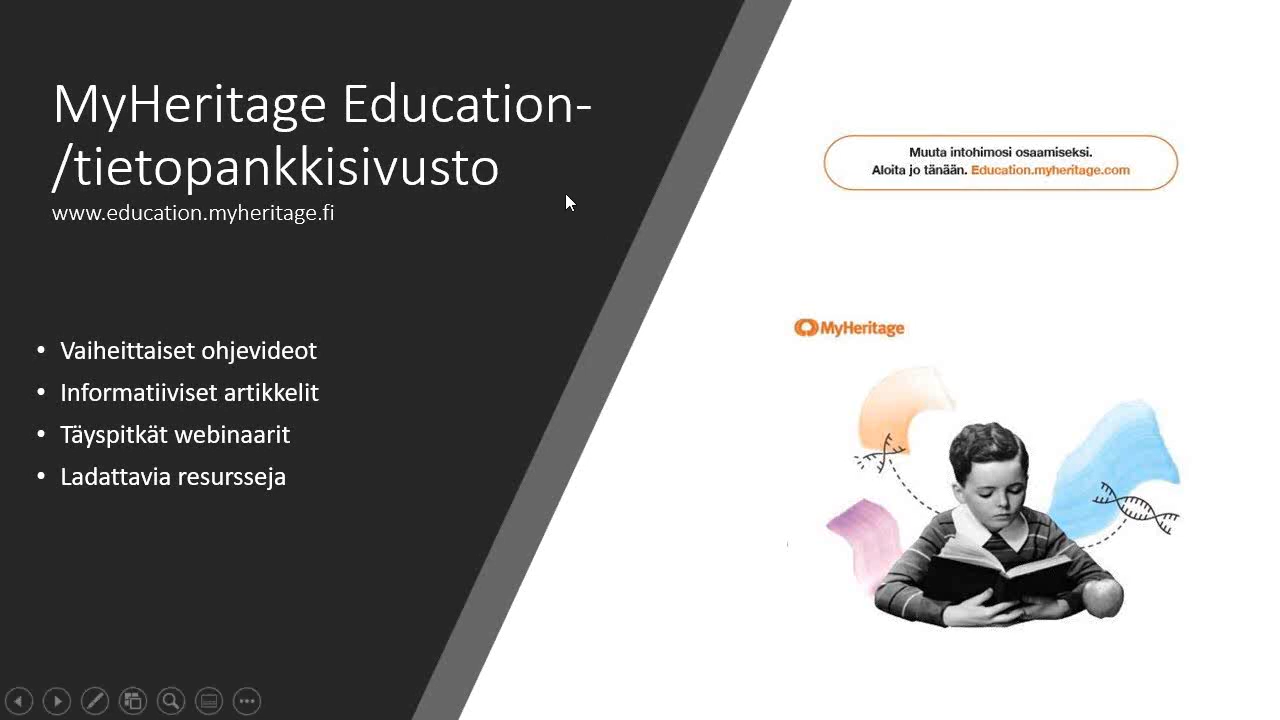 MyHeritage Education-
/tietopankkisivusto
www.education.myheritage.fi
• Vaiheittaiset ohjevideot
• Informatiiviset artikkelit
• Täyspitkät webinaarit
• Ladattavia resursseja
Muuta intohimosi osaamiseksi.
Aloita jo tänään. Education.myheritage.com
MyHeritage